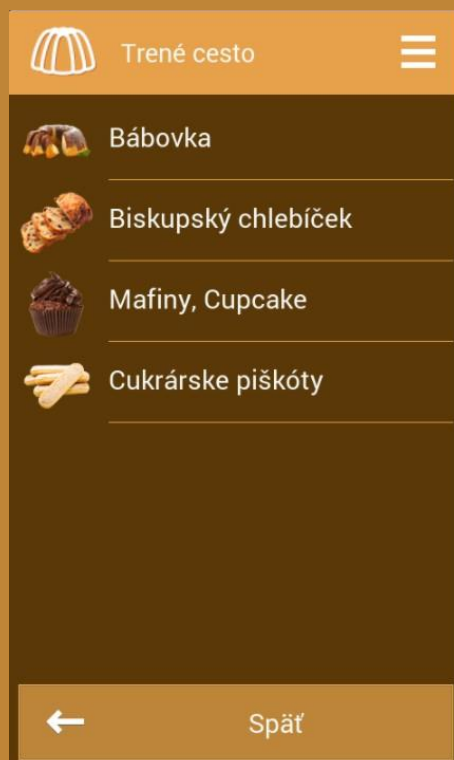 Trené cesto
Bábovka
Biskupský chlebíček
Mafiny, Cupcake
Cukrárske piškóty
Späť